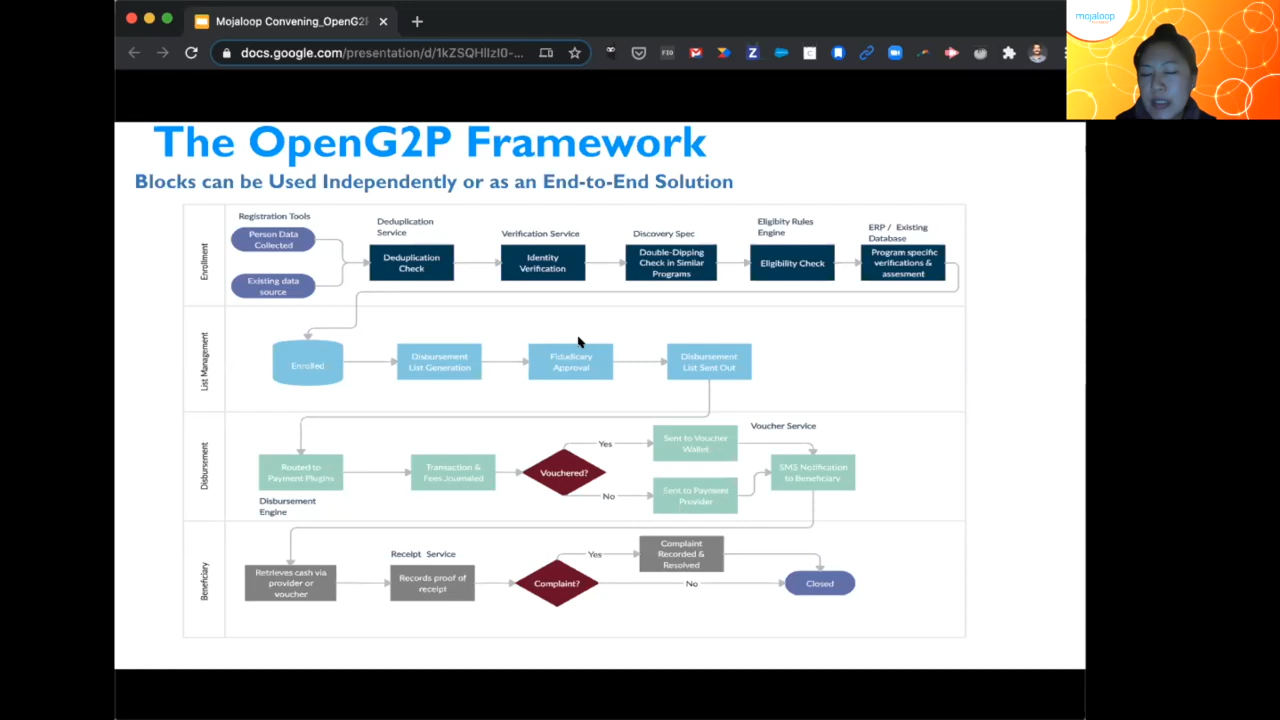 Mojaloop Convening_OpenG2P
docs.google.com/presentation/d/1kZSQHIlzI0-...
mojaloop
The OpenG2P Framework
Blocks can be Used Independently or as an End-to-End Solution
Enrollment
Registration Tools
Person Data
Collected
Existing data
source
Deduplication
Service
Deduplication
Check
Verification Service
Identity
Verification
Discovery Spec
Double-Dipping
Check in Similar
Programs
Eligibity Rules
Engine
Eligibility Check
ERP / Existing
Database
Program specific
verifications &
assesment
List Management
Enrolled
Disbursement
List Generation
Fidudicary
Approval
Disbursement
List Sent Out
Disbursement
Routed to
Payment Plugins
Disbursement
Engine
Transaction &
Fees Journaled
Vouchered?
Yes
No
Sent to Voucher
Wallet
Sent to Payment
Provider
Voucher Service
SMS Notification
to Beneficiary
Beneficiary
Retrieves cash via
provider or
voucher
Receipt Service
Records proof of
receipt
Complaint?
Yes
No
Complaint
Recorded &
Resolved
Closed